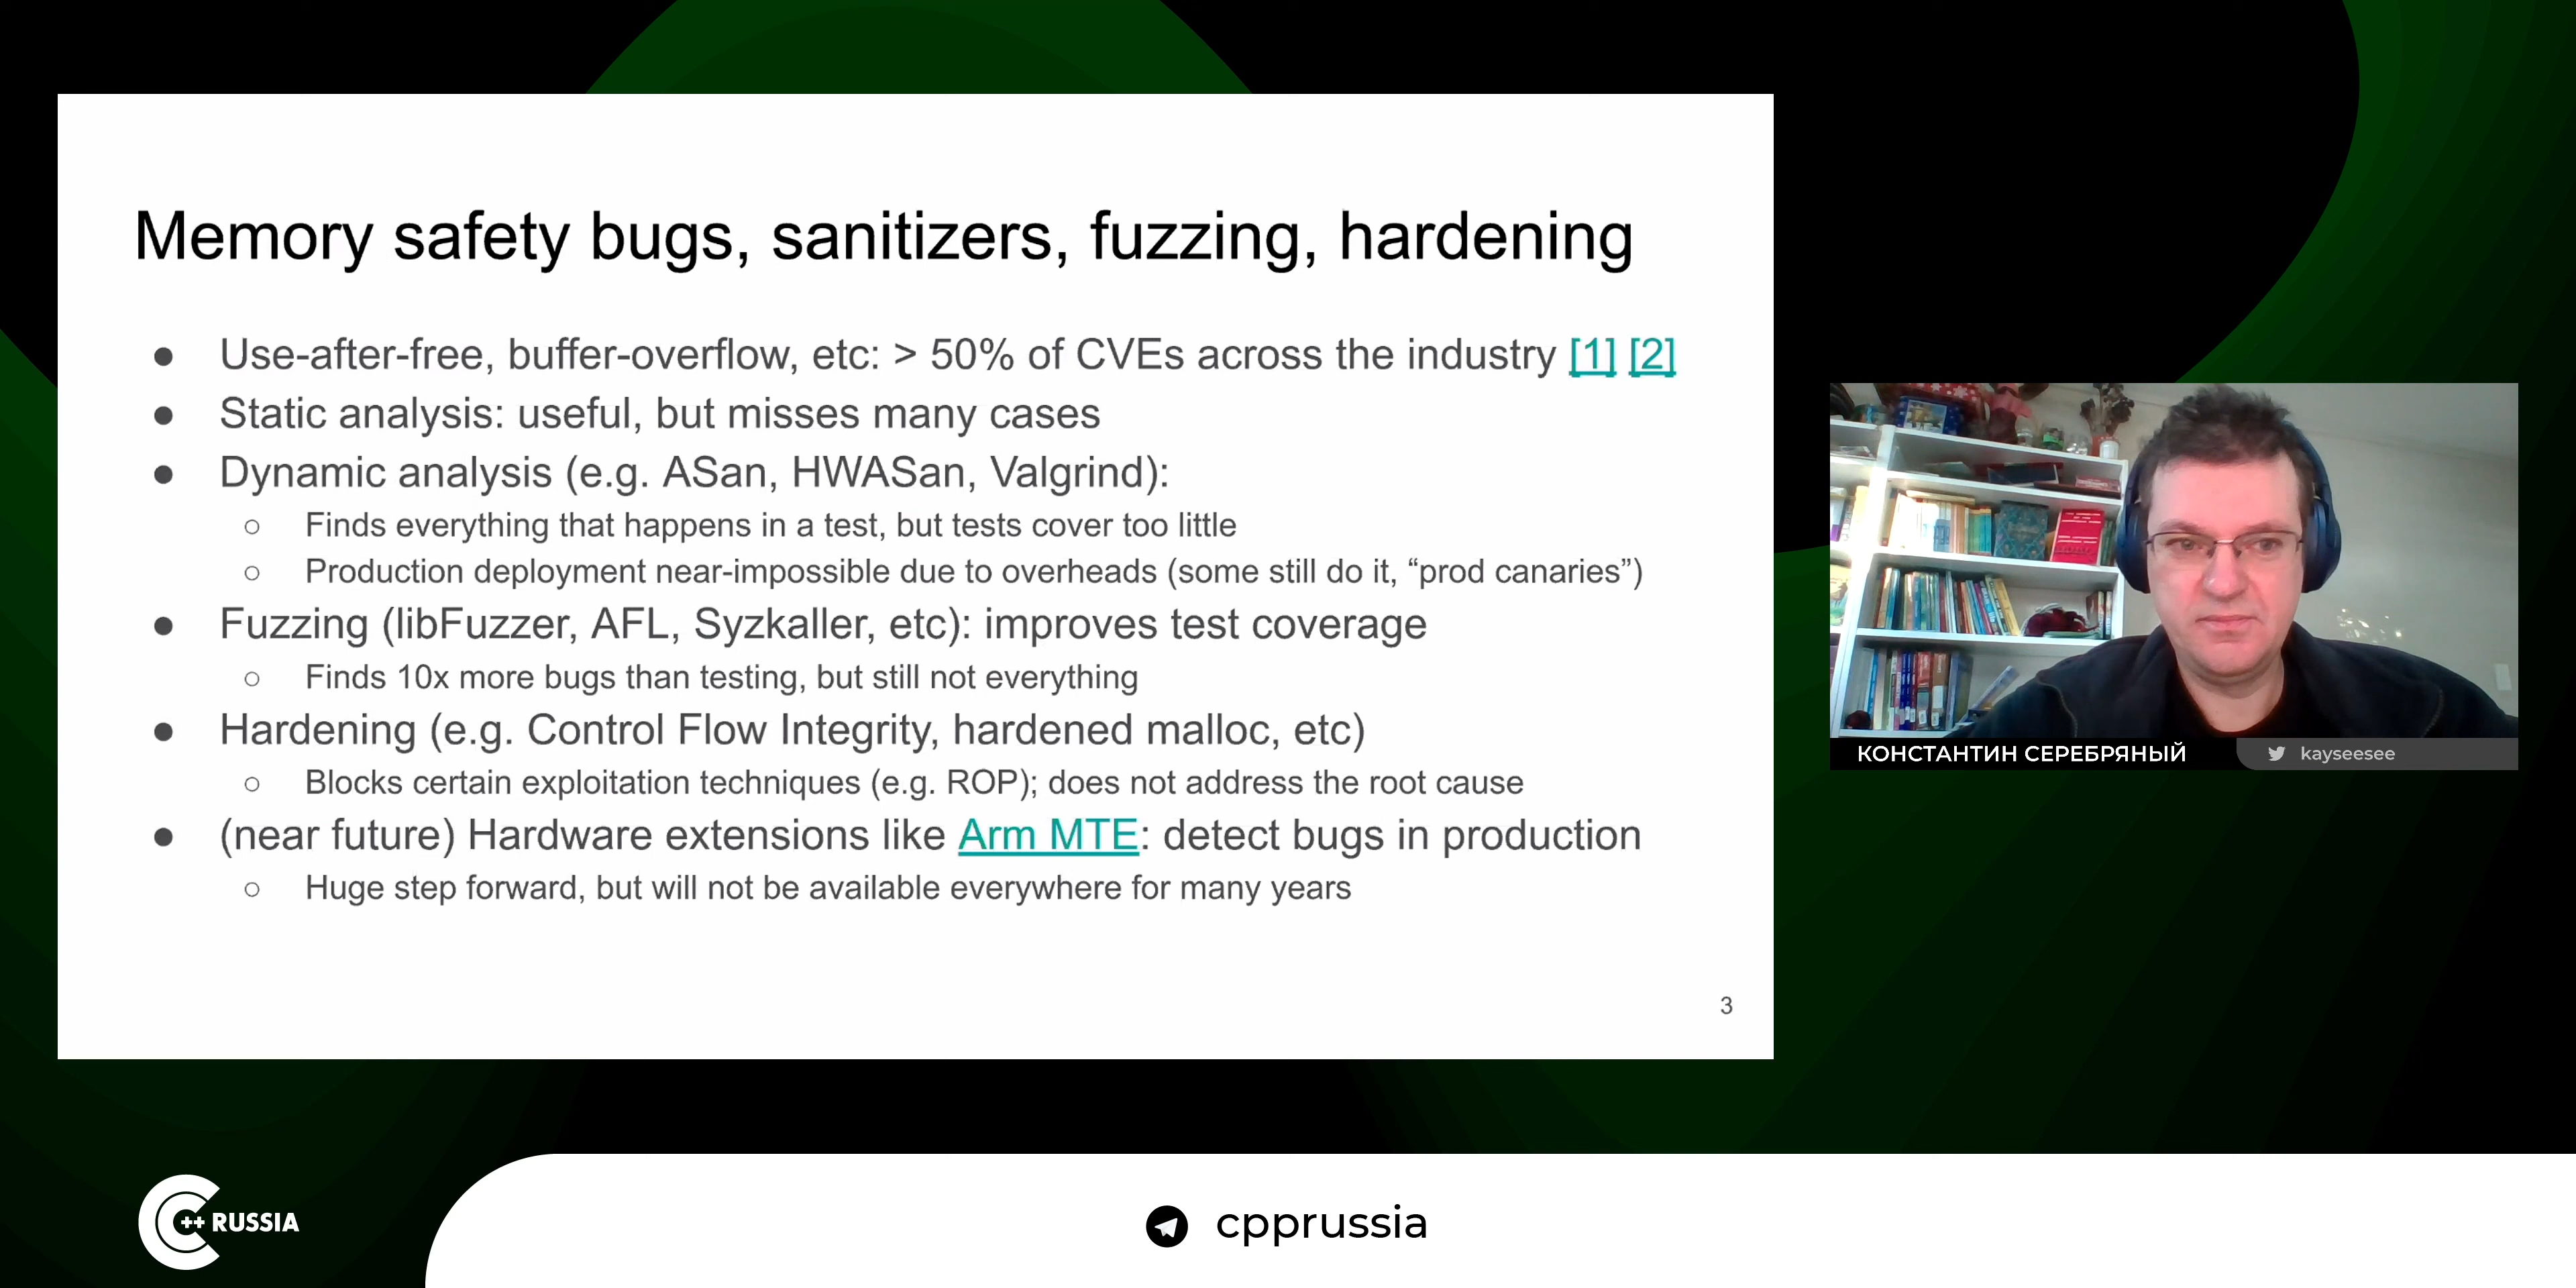 Memory safety bugs, sanitizers, fuzzing, hardening
● Use-after-free, buffer-overflow, etc: > 50% of CVEs across the industry [1] [2]
● Static analysis: useful, but misses many cases
● Dynamic analysis (e.g. ASan, HWASan, Valgrind):
○ Finds everything that happens in a test, but tests cover too little
○ Production deployment near-impossible due to overheads (some still do it, “prod canaries”)
● Fuzzing (libFuzzer, AFL, Syzkaller, etc): improves test coverage
○ Finds 10x more bugs than testing, but still not everything
● Hardening (e.g. Control Flow Integrity, hardened malloc, etc)
○ Blocks certain exploitation techniques (e.g. ROP); does not address the root cause
● (near future) Hardware extensions like Arm MTE: detect bugs in production
○ Huge step forward, but will not be available everywhere for many years
3
КОНСТАНТИН СЕРЕБРЯНЫЙ
kayseesee
C++ RUSSIA
cpprussia